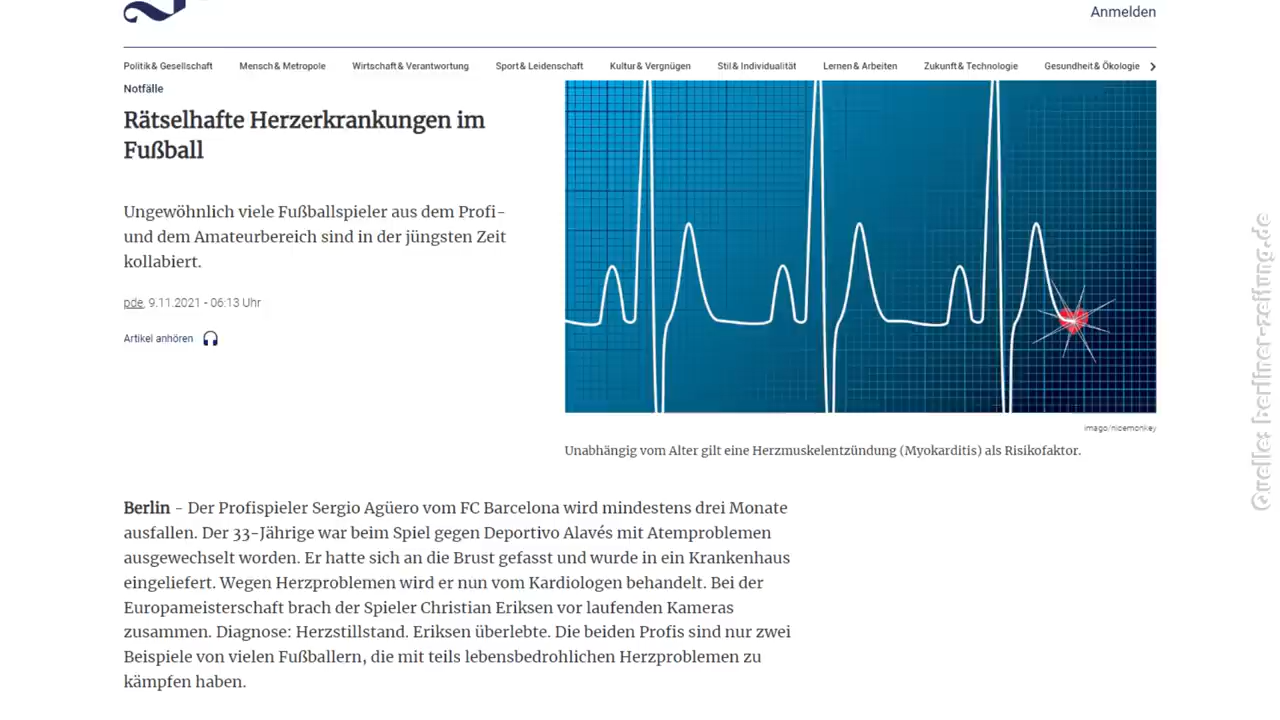 Anmelden
Politik & Gesellschaft Mensch & Metropole Wirtschaft & Verantwortung Sport & Leidenschaft Kultur & Vergnügen Stil & Individualität Lernen & Arbeiten Zukunft & Technologie Gesundheit & Ökologie
Notfälle
Rätselhafte Herzerkrankungen im
Fußball
Ungewöhnlich viele Fußballspieler aus dem Profi-
und dem Amateurbereich sind in der jüngsten Zeit
kollabiert.
pde, 9.11.2021 - 06:13 Uhr
Artikel anhören
imago/nicemonkey
Unabhängig vom Alter gilt eine Herzmuskelentzündung (Myokarditis) als Risikofaktor.
Berlin - Der Profispieler Sergio Agüero vom FC Barcelona wird mindestens drei Monate
ausfallen. Der 33-Jährige war beim Spiel gegen Deportivo Alavés mit Atemproblemen
ausgewechselt worden. Er hatte sich an die Brust gefasst und wurde in ein Krankenhaus
eingeliefert. Wegen Herzproblemen wird er nun vom Kardiologen behandelt. Bei der
Europameisterschaft brach der Spieler Christian Eriksen vor laufenden Kameras
zusammen. Diagnose: Herzstillstand. Eriksen überlebte. Die beiden Profis sind nur zwei
Beispiele von vielen Fußballern, die mit teils lebensbedrohlichen Herzproblemen zu
kämpfen haben.
Quelle: berliner-zeitung.de